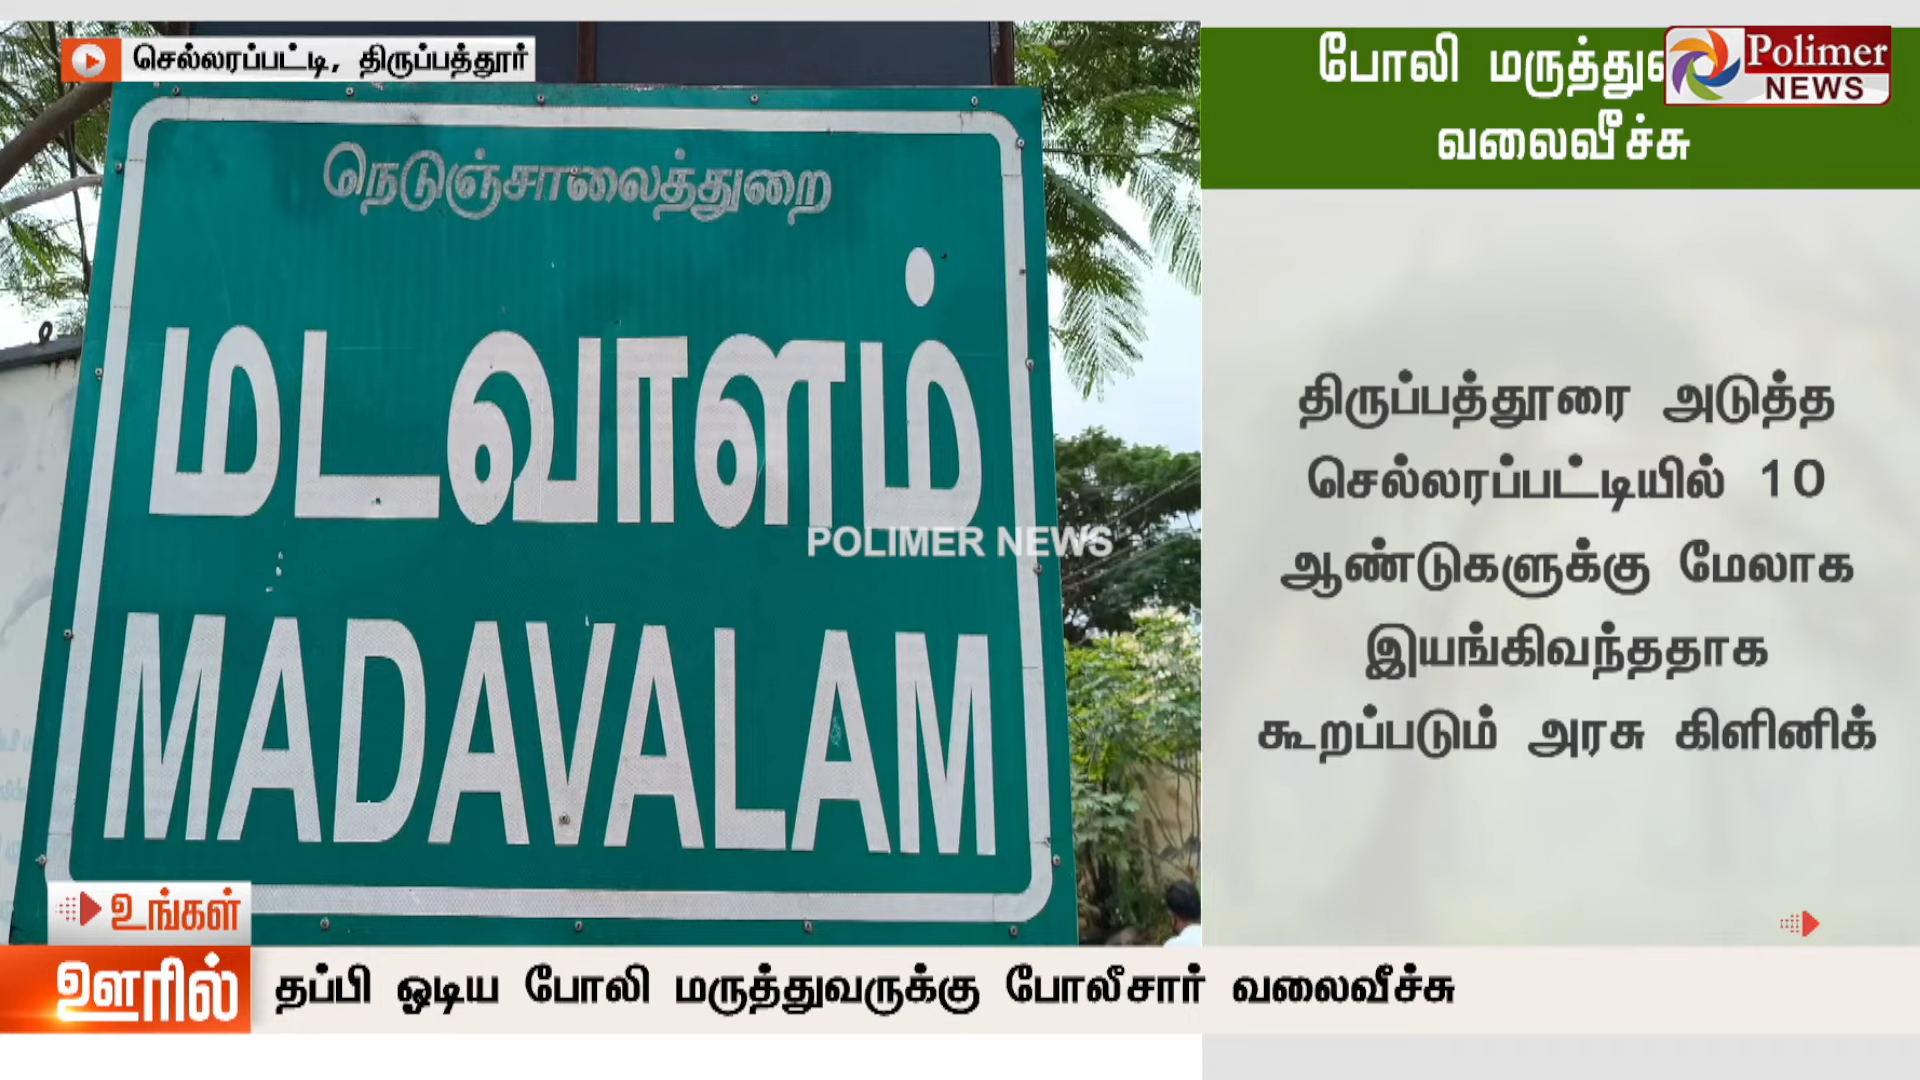 செல்லரப்பட்டி, திருப்பத்தூர்
போலி
வலைவீச்சு
Polimer
NEWS
நெடுஞ்சாலைத்துறை
மடவாளம்
MADAVALAM
POLIMER NEWS
திருப்பத்தூரை அடுத்த
செல்லரப்பட்டியில் 10
ஆண்டுகளுக்கு மேலாக
இயங்கிவந்ததாக
கூறப்படும் அரசு கிளினிக்
உங்கள்
ஊரில்
தப்பி ஓடிய போலி மருத்துவருக்கு போலீசார் வலைவீச்சு